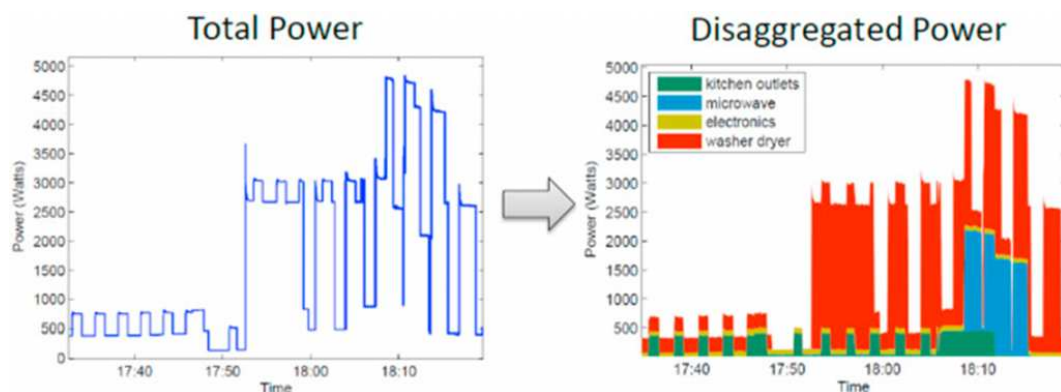 Total Power
5000
4500
4000
3500
3000
2500
2000
1500
1000
500
0
Power (Watts)
17:40
17:50
18:00
18:10
Time
Disaggregated Power
5000
4500
4000
3500
3000
2500
2000
1500
1000
500
Power (Watts)
kitchen outlets
microwave
electronics
washer dryer
17:40
17:50
18:00
18:10
Time